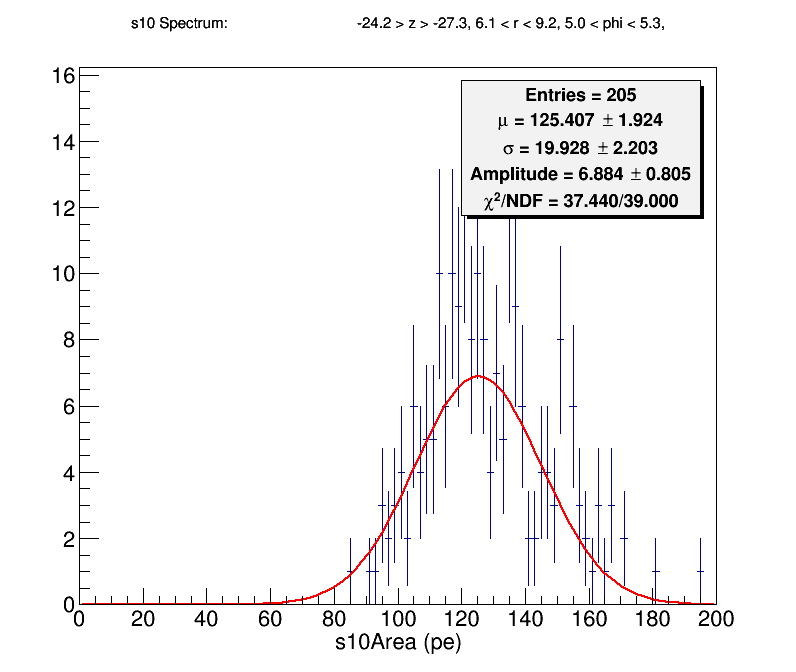 s10 Spectrum: -24.2 > z > -27.3, 6.1 < r < 9.2, 5.0 < phi < 5.3,
Entries = 205
μ = 125.407 ± 1.924
σ = 19.928 ± 2.203
Amplitude = 6.884 ± 0.805
χ²/NDF = 37.440/39.000
16
14
12
10
8
6
4
2
0
0 20 40 60 80 100 120 140 160 180 200
s10Area (pe)